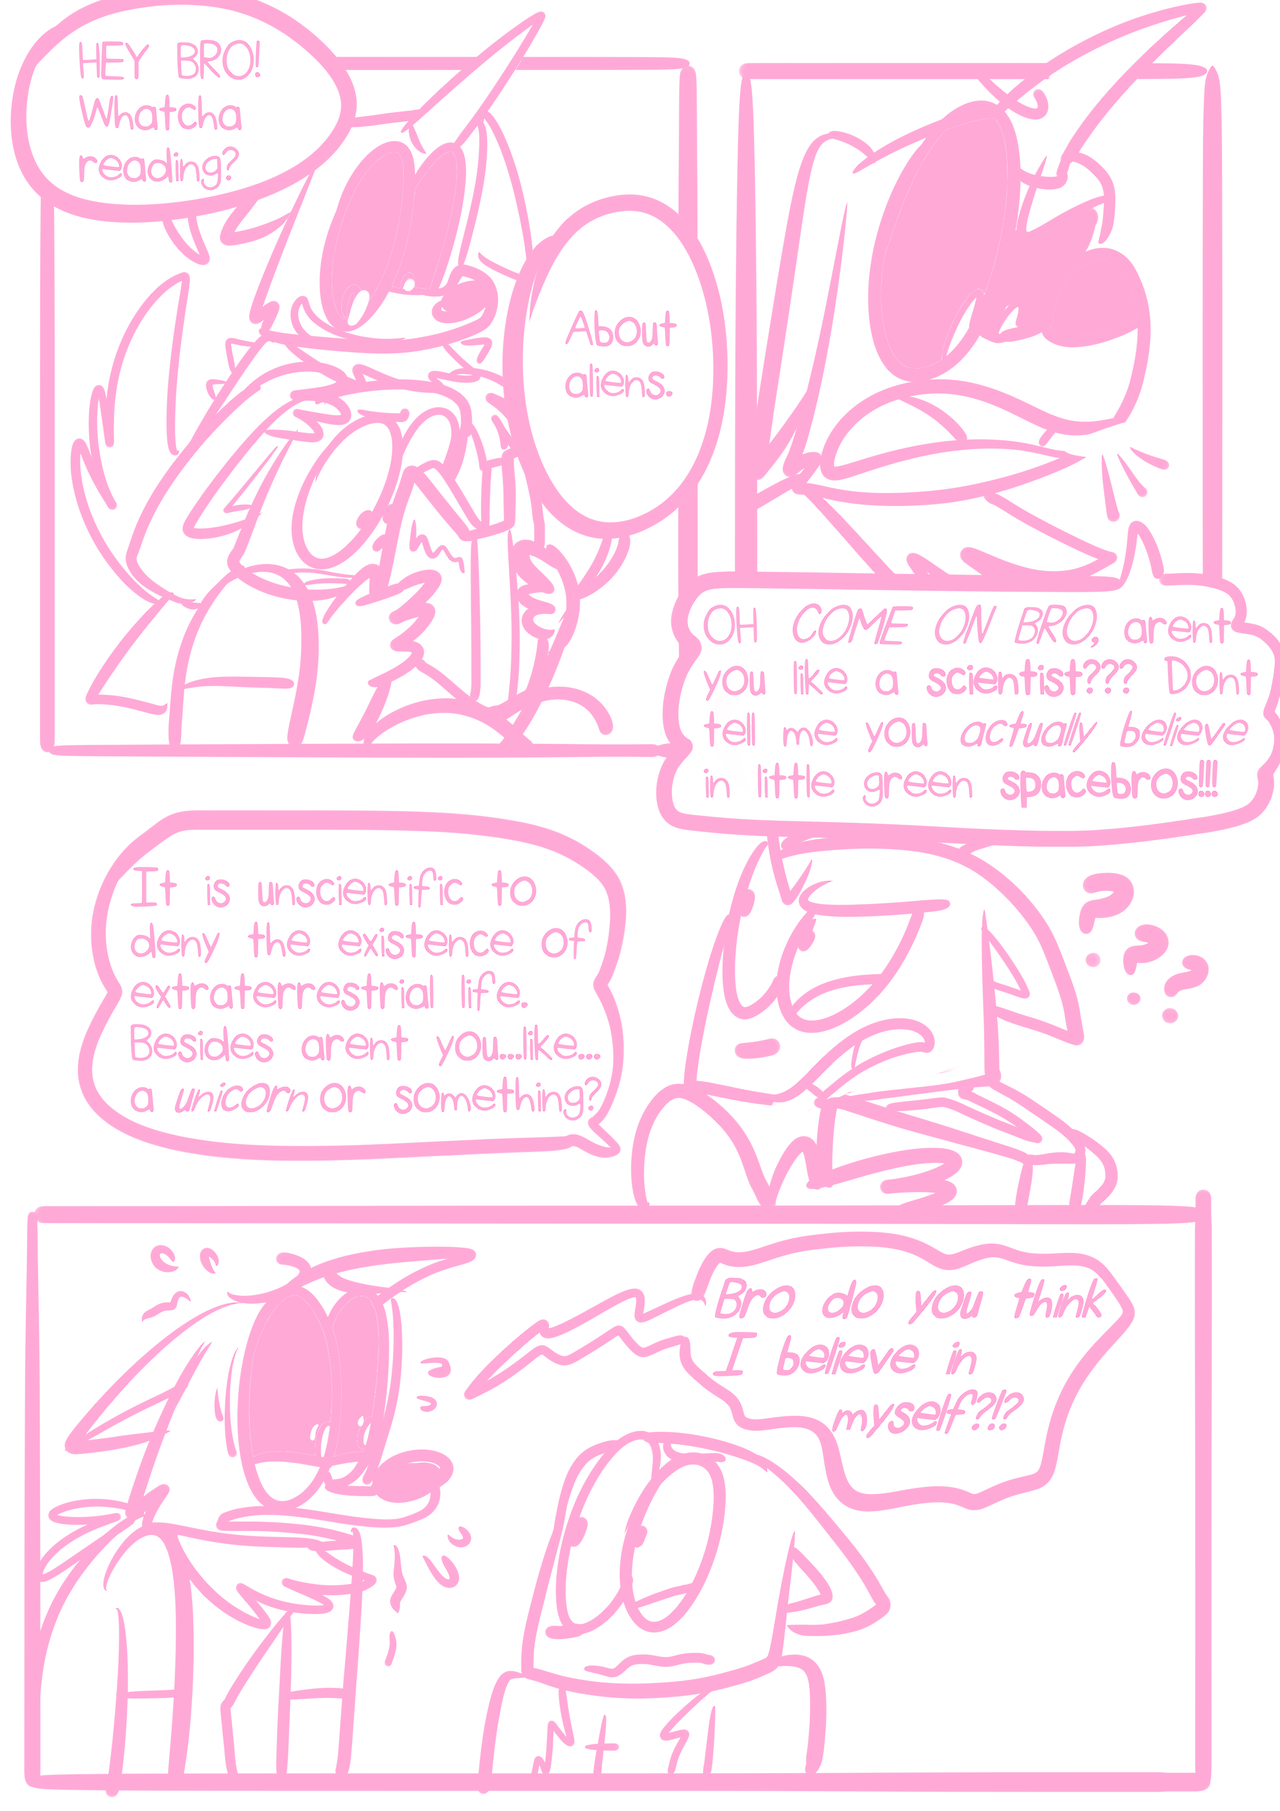 HEY BRO!
Whatcha
reading?
About
aliens.
OH COME ON BRO, arent
you like a scientist??? Dont
tell me you actually believe
in little green spacebros!!!
???
It is unscientific to
deny the existence of
extraterrestrial life.
Besides arent you...like...
a unicorn or something?
Bro do you think
I believe in
myself?!?